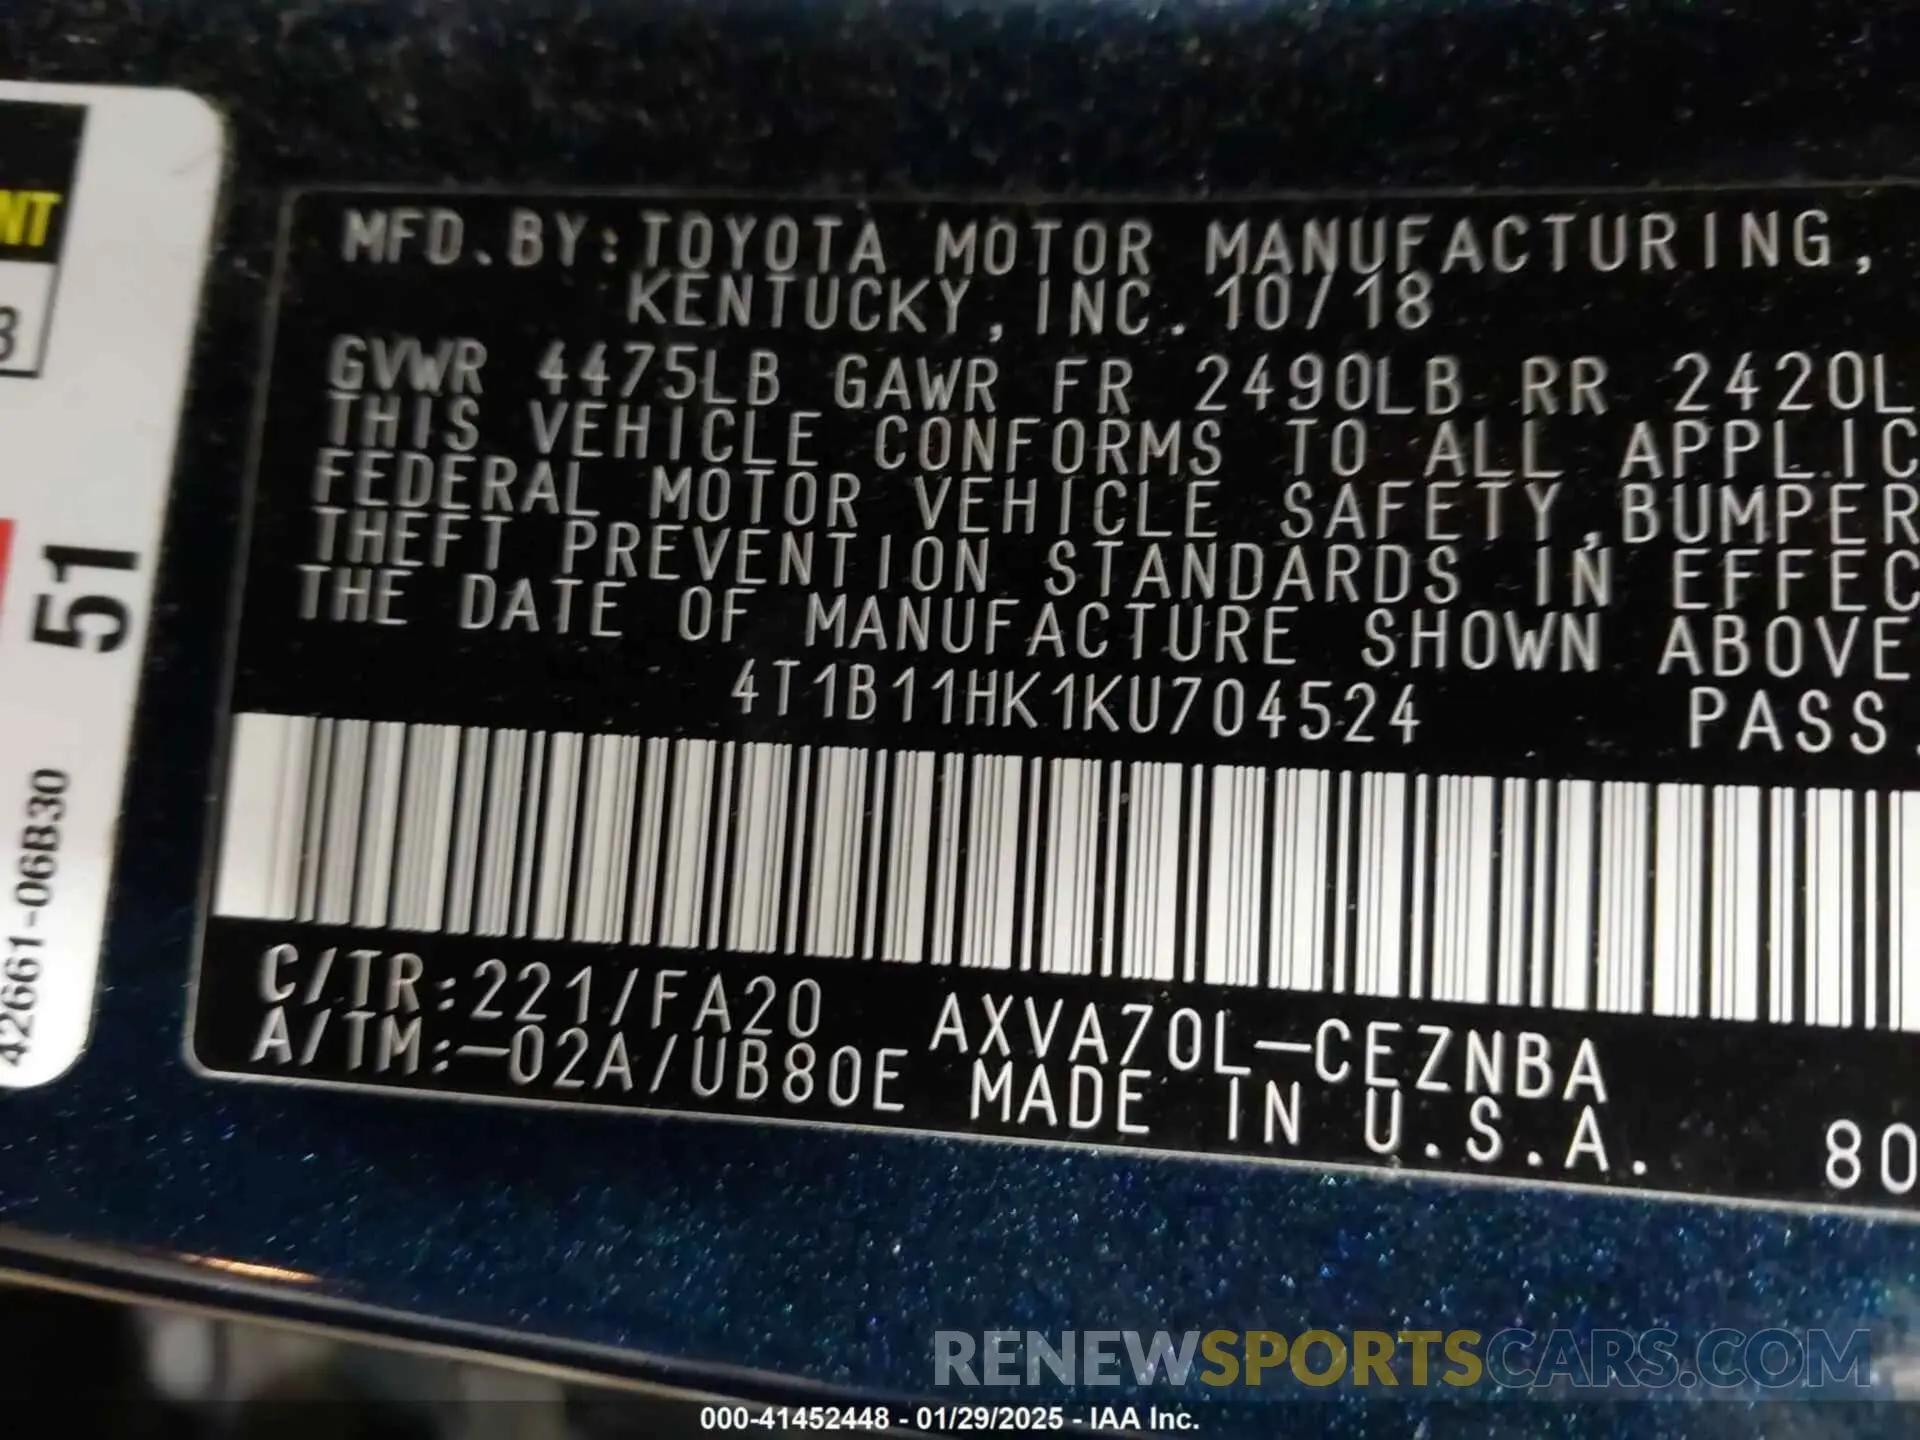 NT
3
51
42661-06B30
MFD.BY:TOYOTA MOTOR MANUFACTURING,
KENTUCKY,INC. 10/18
GVWR 4475LB GAWR FR 2490LB RR 2420L
THIS VEHICLE CONFORMS TO ALL APPLIC
FEDERAL MOTOR VEHICLE SAFETY,BUMPER
THEFT PREVENTION STANDARDS IN EFFEC
THE DATE OF MANUFACTURE SHOWN ABOVE
4T1B11HK1KU704524 PASS.
C/TR:221/FA20 AXVA70L-CEZNBA
A/TM:-02A/UB80E MADE IN U.S.A. 80
RENEWSPORTSCARS.COM
000-41452448 - 01/29/2025 - IAA Inc.